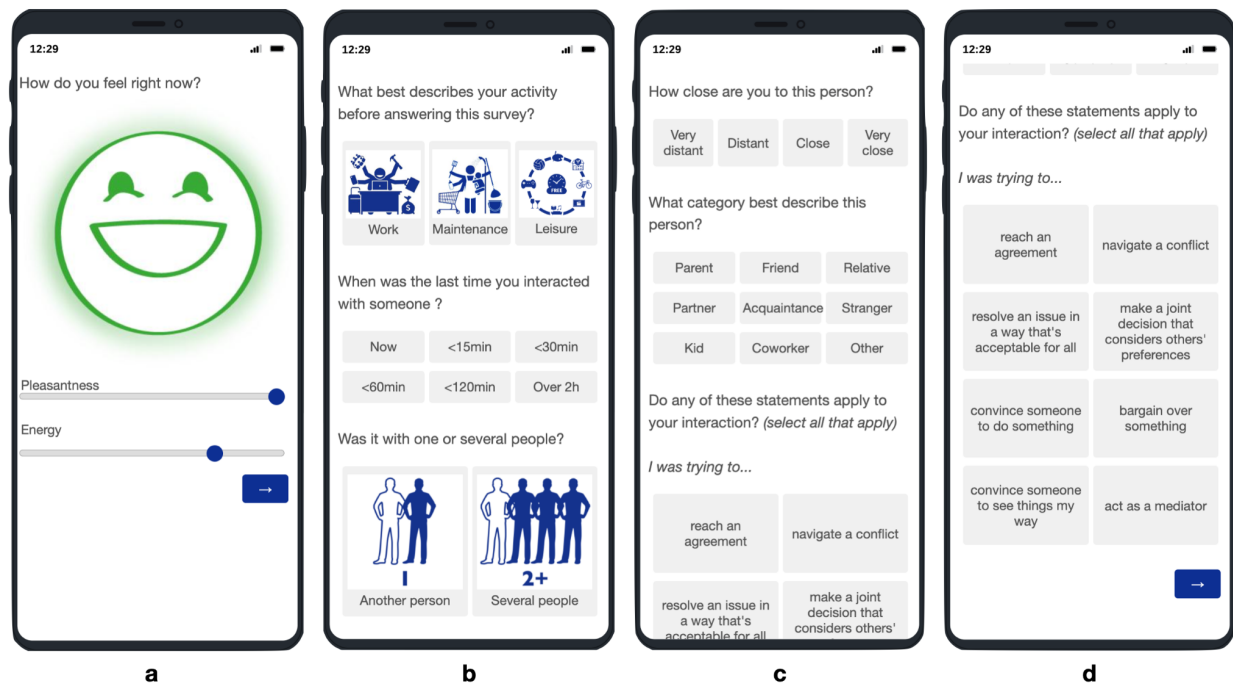 12:29
How do you feel right now?
Pleasantness
Energy
→
a
12:29
What best describes your activity
before answering this survey?
FREE
$
Work
Maintenance
Leisure
When was the last time you interacted
with someone ?
Now
<15min
<30min
<60min
<120min
Over 2h
Was it with one or several people?
1
2+
Another person
Several people
b
12:29
How close are you to this person?
Very
distant
Distant
Close
Very
close
What category best describe this
person?
Parent
Friend
Relative
Partner
Acquaintance
Stranger
Kid
Coworker
Other
Do any of these statements apply to
your interaction? (select all that apply)
I was trying to...
reach an
agreement
navigate a conflict
resolve an issue in
a way that's
acceptable for all
make a joint
decision that
considers others'
c
12:29
Do any of these statements apply to
your interaction? (select all that apply)
I was trying to...
reach an
agreement
navigate a conflict
resolve an issue in
a way that's
acceptable for all
make a joint
decision that
considers others'
preferences
convince someone
to do something
bargain over
something
convince someone
to see things my
way
act as a mediator
→
d